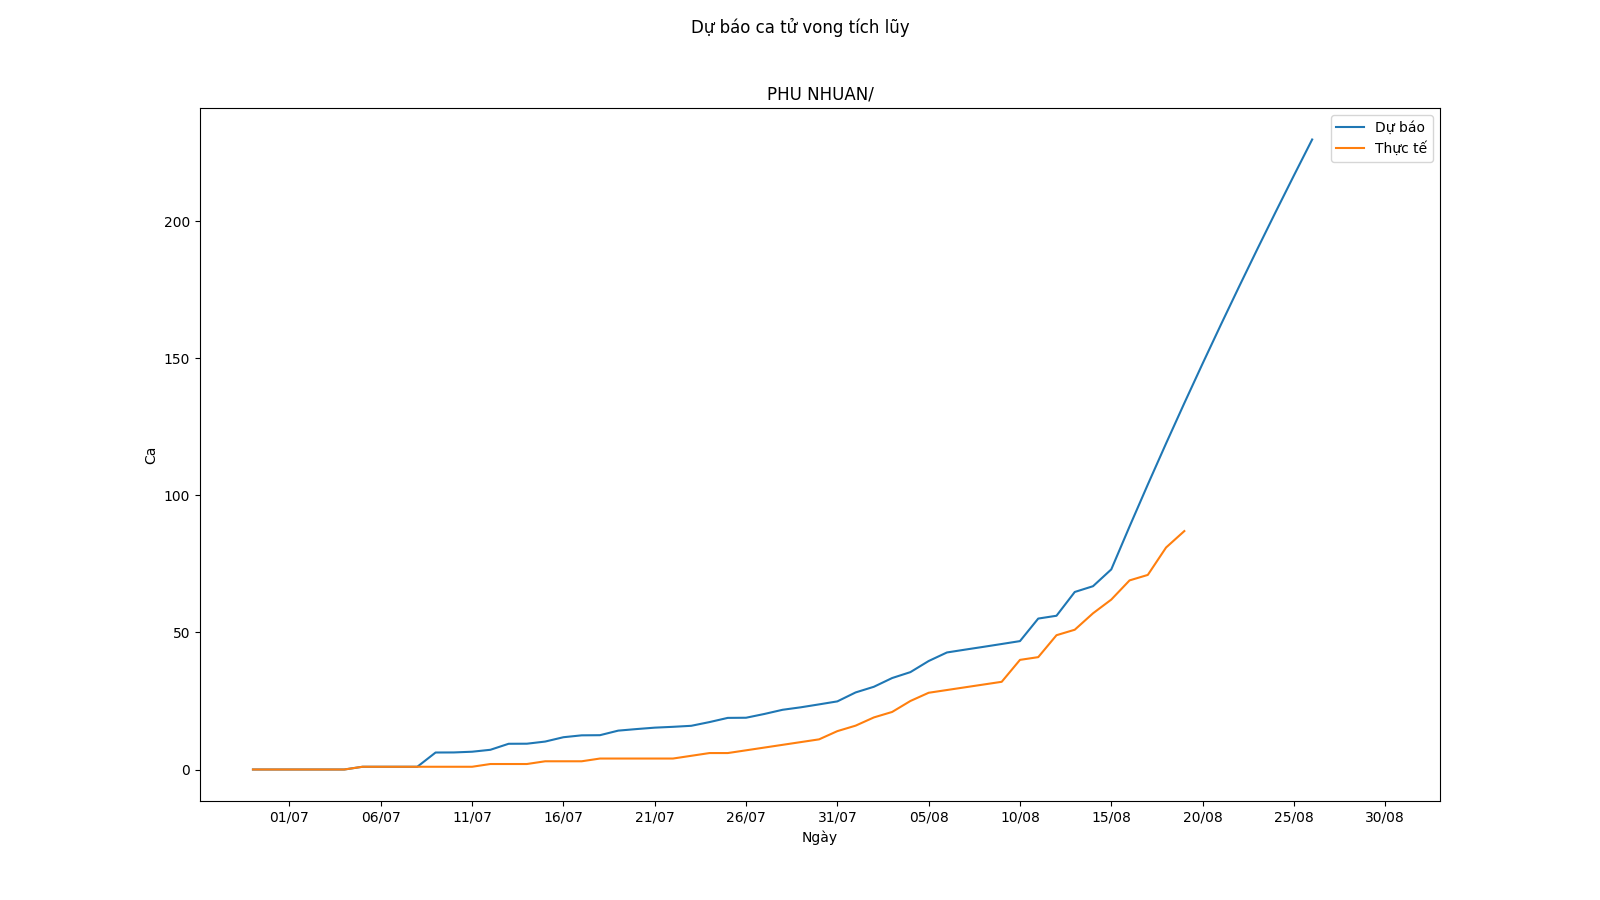 Dự báo ca tử vong tích lũy
PHU NHUAN/
Dự báo
Thực tế
200
150
100
50
0
Ca
01/07 06/07 11/07 16/07 21/07 26/07 31/07 05/08 10/08 15/08 20/08 25/08 30/08
Ngày